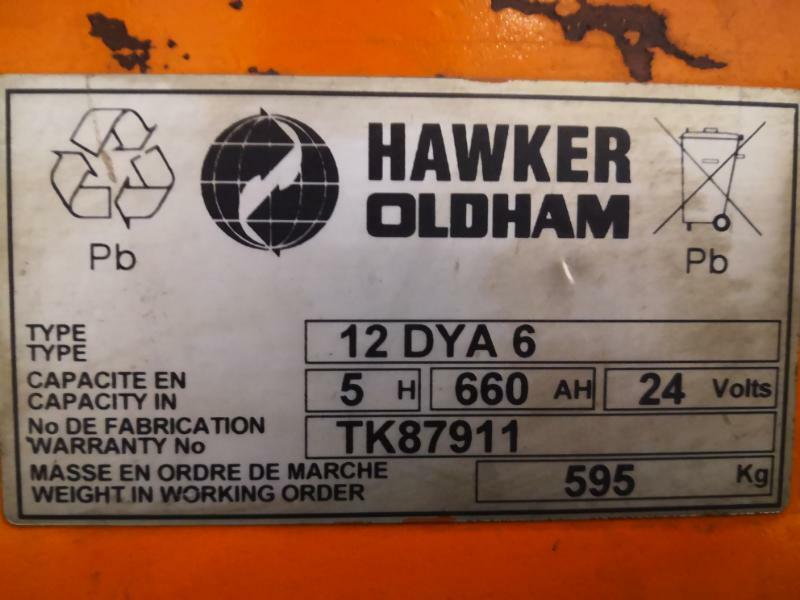 HAWKER
OLDHAM
Pb
Pb
TYPE
TYPE
12 DYA 6
CAPACITE EN
CAPACITY IN
5 H 660 AH 24 Volts
No DE FABRICATION
WARRANTY No
TK87911
MASSE EN ORDRE DE MARCHE
WEIGHT IN WORKING ORDER
595 Kg